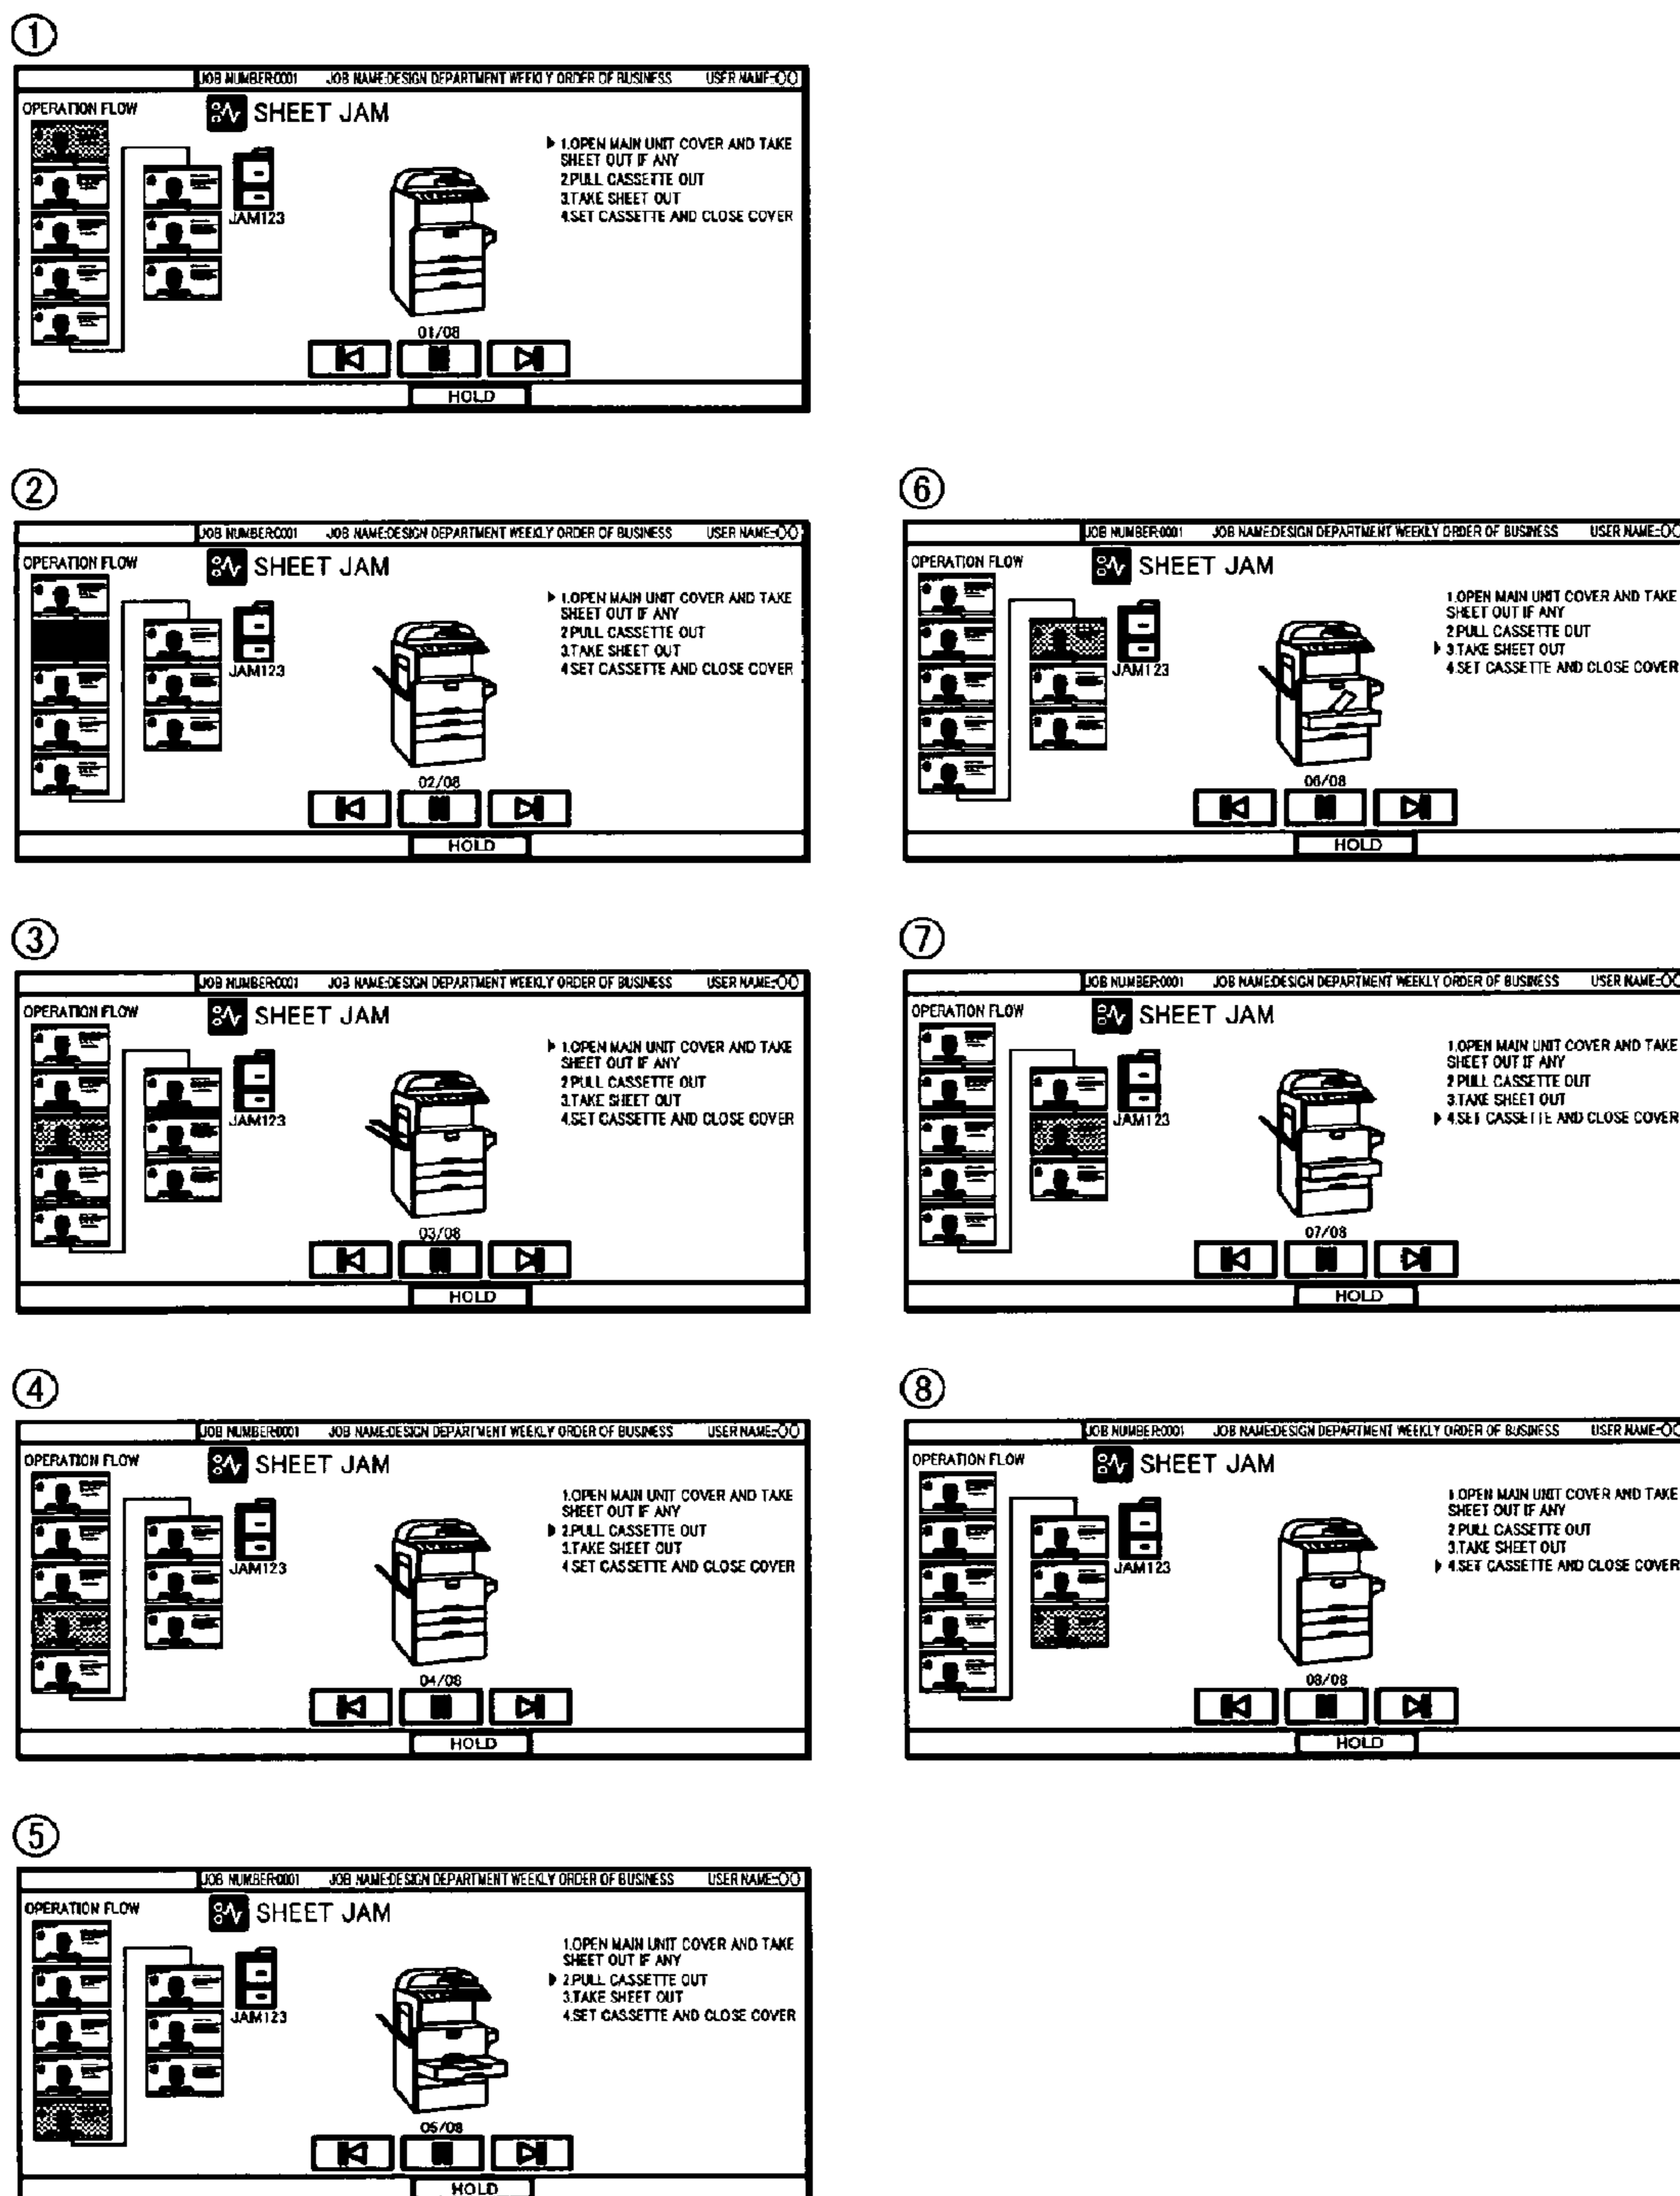 ①
JOB NUMBER:0001 JOB NAME:DESIGN DEPARTMENT WEEKLY ORDER OF BUSINESS USER NAME:○○
OPERATION FLOW
SHEET JAM
1.OPEN MAIN UNIT COVER AND TAKE
SHEET OUT IF ANY
2.PULL CASSETTE OUT
3.TAKE SHEET OUT
4.SET CASSETTE AND CLOSE COVER
JAM123
01/08
HOLD
②
JOB NUMBER:0001 JOB NAME:DESIGN DEPARTMENT WEEKLY ORDER OF BUSINESS USER NAME:○○
OPERATION FLOW
SHEET JAM
1.OPEN MAIN UNIT COVER AND TAKE
SHEET OUT IF ANY
2.PULL CASSETTE OUT
3.TAKE SHEET OUT
4.SET CASSETTE AND CLOSE COVER
JAM123
02/08
HOLD
③
JOB NUMBER:0001 JOB NAME:DESIGN DEPARTMENT WEEKLY ORDER OF BUSINESS USER NAME:○○
OPERATION FLOW
SHEET JAM
1.OPEN MAIN UNIT COVER AND TAKE
SHEET OUT IF ANY
2.PULL CASSETTE OUT
3.TAKE SHEET OUT
4.SET CASSETTE AND CLOSE COVER
JAM123
03/08
HOLD
④
JOB NUMBER:0001 JOB NAME:DESIGN DEPARTMENT WEEKLY ORDER OF BUSINESS USER NAME:○○
OPERATION FLOW
SHEET JAM
1.OPEN MAIN UNIT COVER AND TAKE
SHEET OUT IF ANY
2.PULL CASSETTE OUT
3.TAKE SHEET OUT
4.SET CASSETTE AND CLOSE COVER
JAM123
04/08
HOLD
⑤
JOB NUMBER:0001 JOB NAME:DESIGN DEPARTMENT WEEKLY ORDER OF BUSINESS USER NAME:○○
OPERATION FLOW
SHEET JAM
1.OPEN MAIN UNIT COVER AND TAKE
SHEET OUT IF ANY
2.PULL CASSETTE OUT
3.TAKE SHEET OUT
4.SET CASSETTE AND CLOSE COVER
JAM123
05/08
HOLD
⑥
JOB NUMBER:0001 JOB NAME:DESIGN DEPARTMENT WEEKLY ORDER OF BUSINESS USER NAME:○○
OPERATION FLOW
SHEET JAM
1.OPEN MAIN UNIT COVER AND TAKE
SHEET OUT IF ANY
2.PULL CASSETTE OUT
3.TAKE SHEET OUT
4.SET CASSETTE AND CLOSE COVER
JAM123
06/08
HOLD
⑦
JOB NUMBER:0001 JOB NAME:DESIGN DEPARTMENT WEEKLY ORDER OF BUSINESS USER NAME:○○
OPERATION FLOW
SHEET JAM
1.OPEN MAIN UNIT COVER AND TAKE
SHEET OUT IF ANY
2.PULL CASSETTE OUT
3.TAKE SHEET OUT
4.SET CASSETTE AND CLOSE COVER
JAM123
07/08
HOLD
⑧
JOB NUMBER:0001 JOB NAME:DESIGN DEPARTMENT WEEKLY ORDER OF BUSINESS USER NAME:○○
OPERATION FLOW
SHEET JAM
1.OPEN MAIN UNIT COVER AND TAKE
SHEET OUT IF ANY
2.PULL CASSETTE OUT
3.TAKE SHEET OUT
4.SET CASSETTE AND CLOSE COVER
JAM123
08/08
HOLD